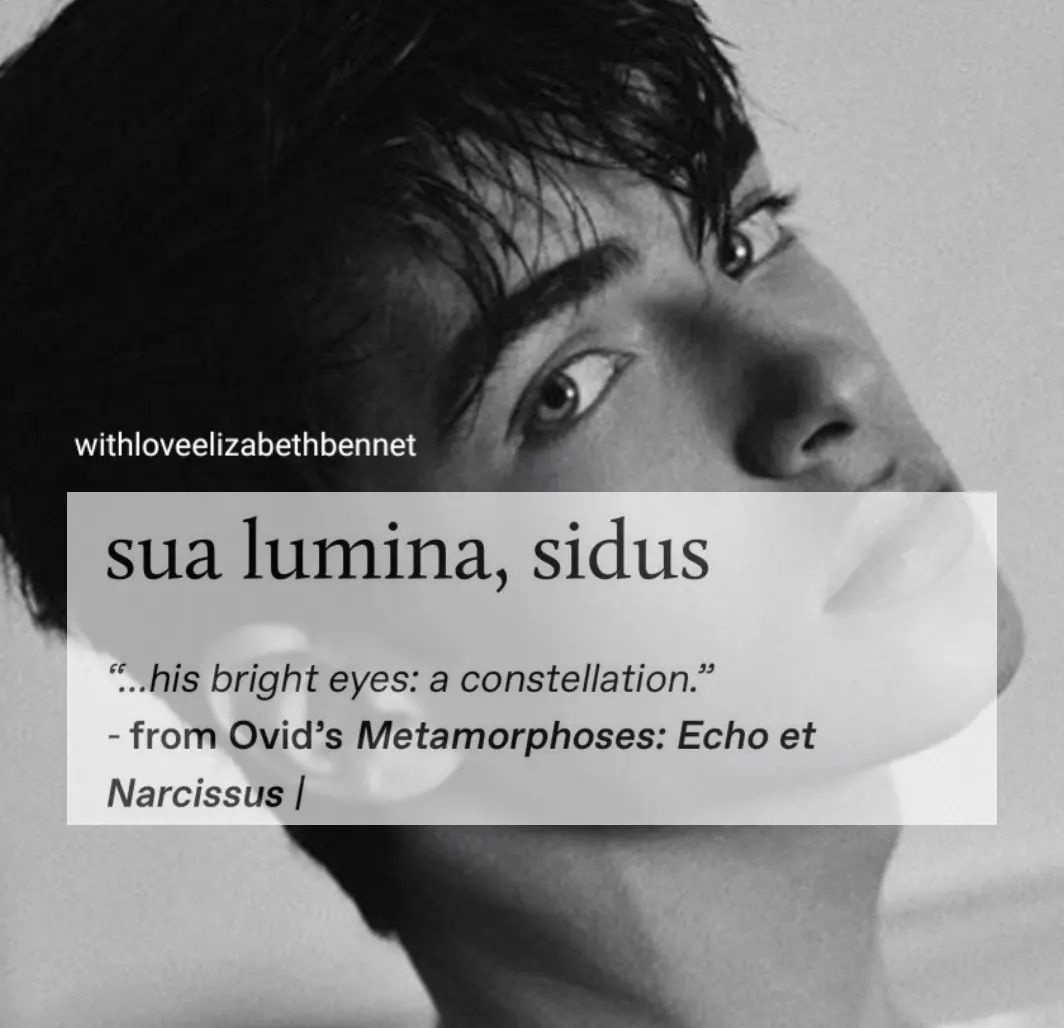 withloveelizabethbennet
sua lumina, sidus
“...his bright eyes: a constellation.”
- from Ovid’s Metamorphoses: Echo et
Narcissus |